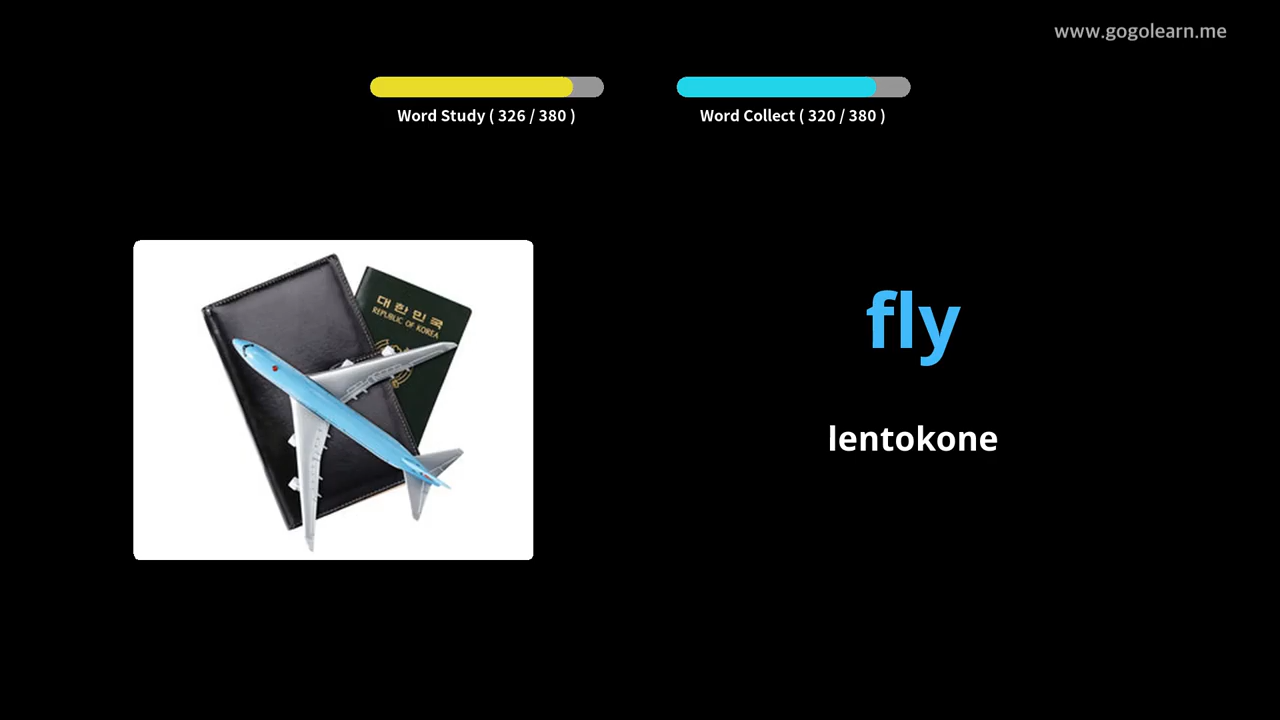 www.gogolearn.me
Word Study ( 326 / 380 )
Word Collect ( 320 / 380 )
대한민국
REPUBLIC OF KOREA
fly
lentokone